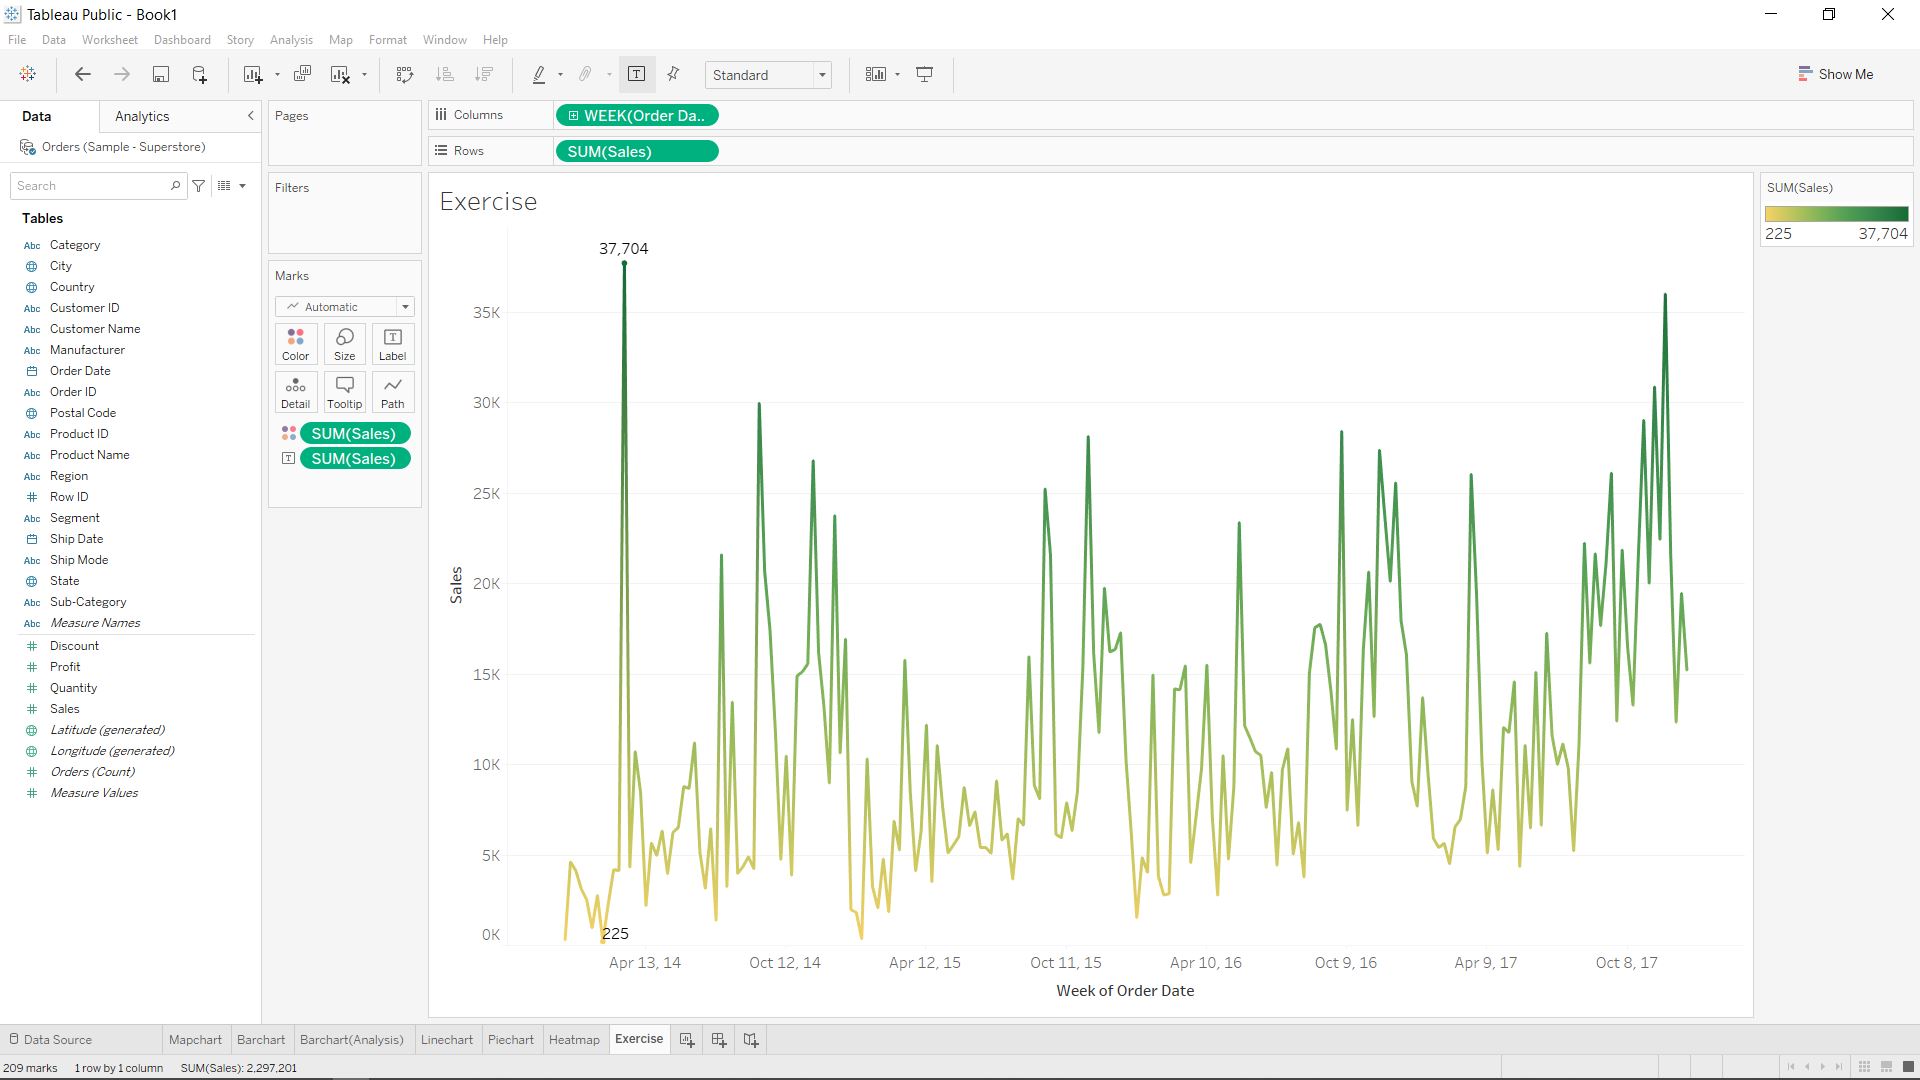 Tableau Public - Book1
File Data Worksheet Dashboard Story Analysis Map Format Window Help
Standard
Show Me
Data Analytics
Orders (Sample - Superstore)
Search
Tables
Abc Category
City
Country
Abc Customer ID
Abc Customer Name
Abc Manufacturer
Order Date
Abc Order ID
Postal Code
Abc Product ID
Abc Product Name
Abc Region
# Row ID
Abc Segment
Ship Date
Abc Ship Mode
State
Abc Sub-Category
Abc Measure Names
# Discount
# Profit
# Quantity
# Sales
Latitude (generated)
Longitude (generated)
# Orders (Count)
# Measure Values
Pages
Filters
Marks
Automatic
Color Size Label
Detail Tooltip Path
SUM(Sales)
SUM(Sales)
Columns WEEK(Order Da..
Rows SUM(Sales)
Exercise
37,704
35K
30K
25K
20K
15K
10K
5K
0K
Sales
225
Apr 13, 14 Oct 12, 14 Apr 12, 15 Oct 11, 15 Apr 10, 16 Oct 9, 16 Apr 9, 17 Oct 8, 17
Week of Order Date
SUM(Sales)
225 37,704
Data Source Mapchart Barchart Barchart(Analysis) Linechart Piechart Heatmap Exercise
209 marks 1 row by 1 column SUM(Sales): 2,297,201